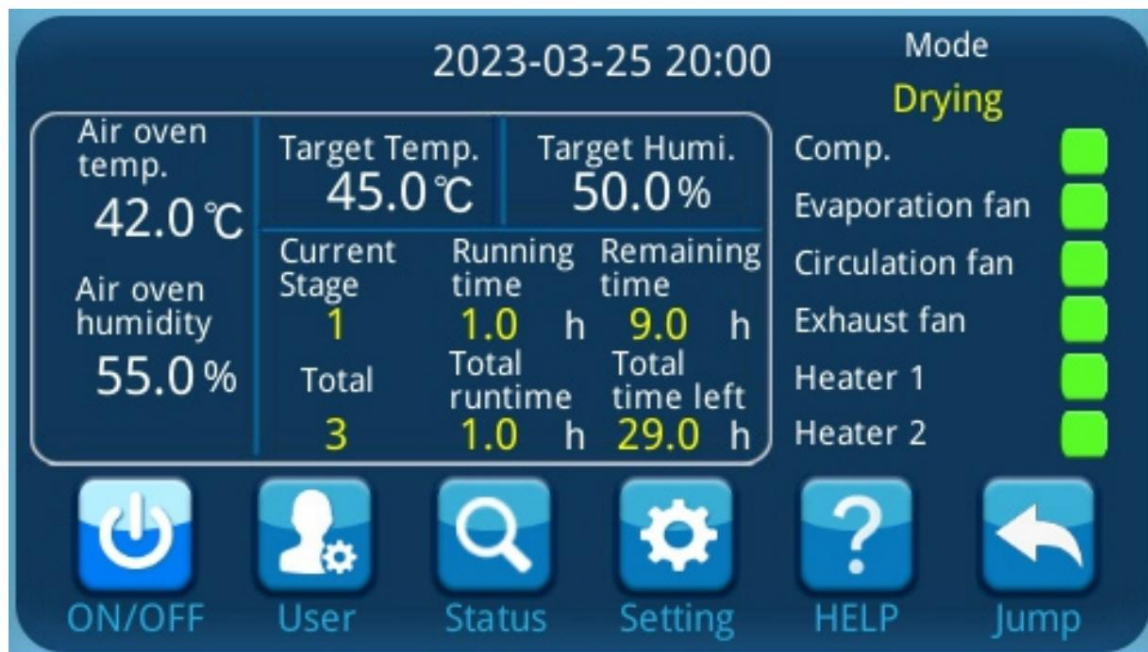 2023-03-25 20:00
Mode
Drying
Air oven
temp.
42.0 ℃
Air oven
humidity
55.0 %
Target Temp.
45.0 ℃
Target Humi.
50.0 %
Current
Stage
1
Running
time
1.0 h
Remaining
time
9.0 h
Total
3
Total
runtime
1.0 h
Total
time left
29.0 h
Comp.
Evaporation fan
Circulation fan
Exhaust fan
Heater 1
Heater 2
ON/OFF
User
Status
Setting
?
HELP
Jump